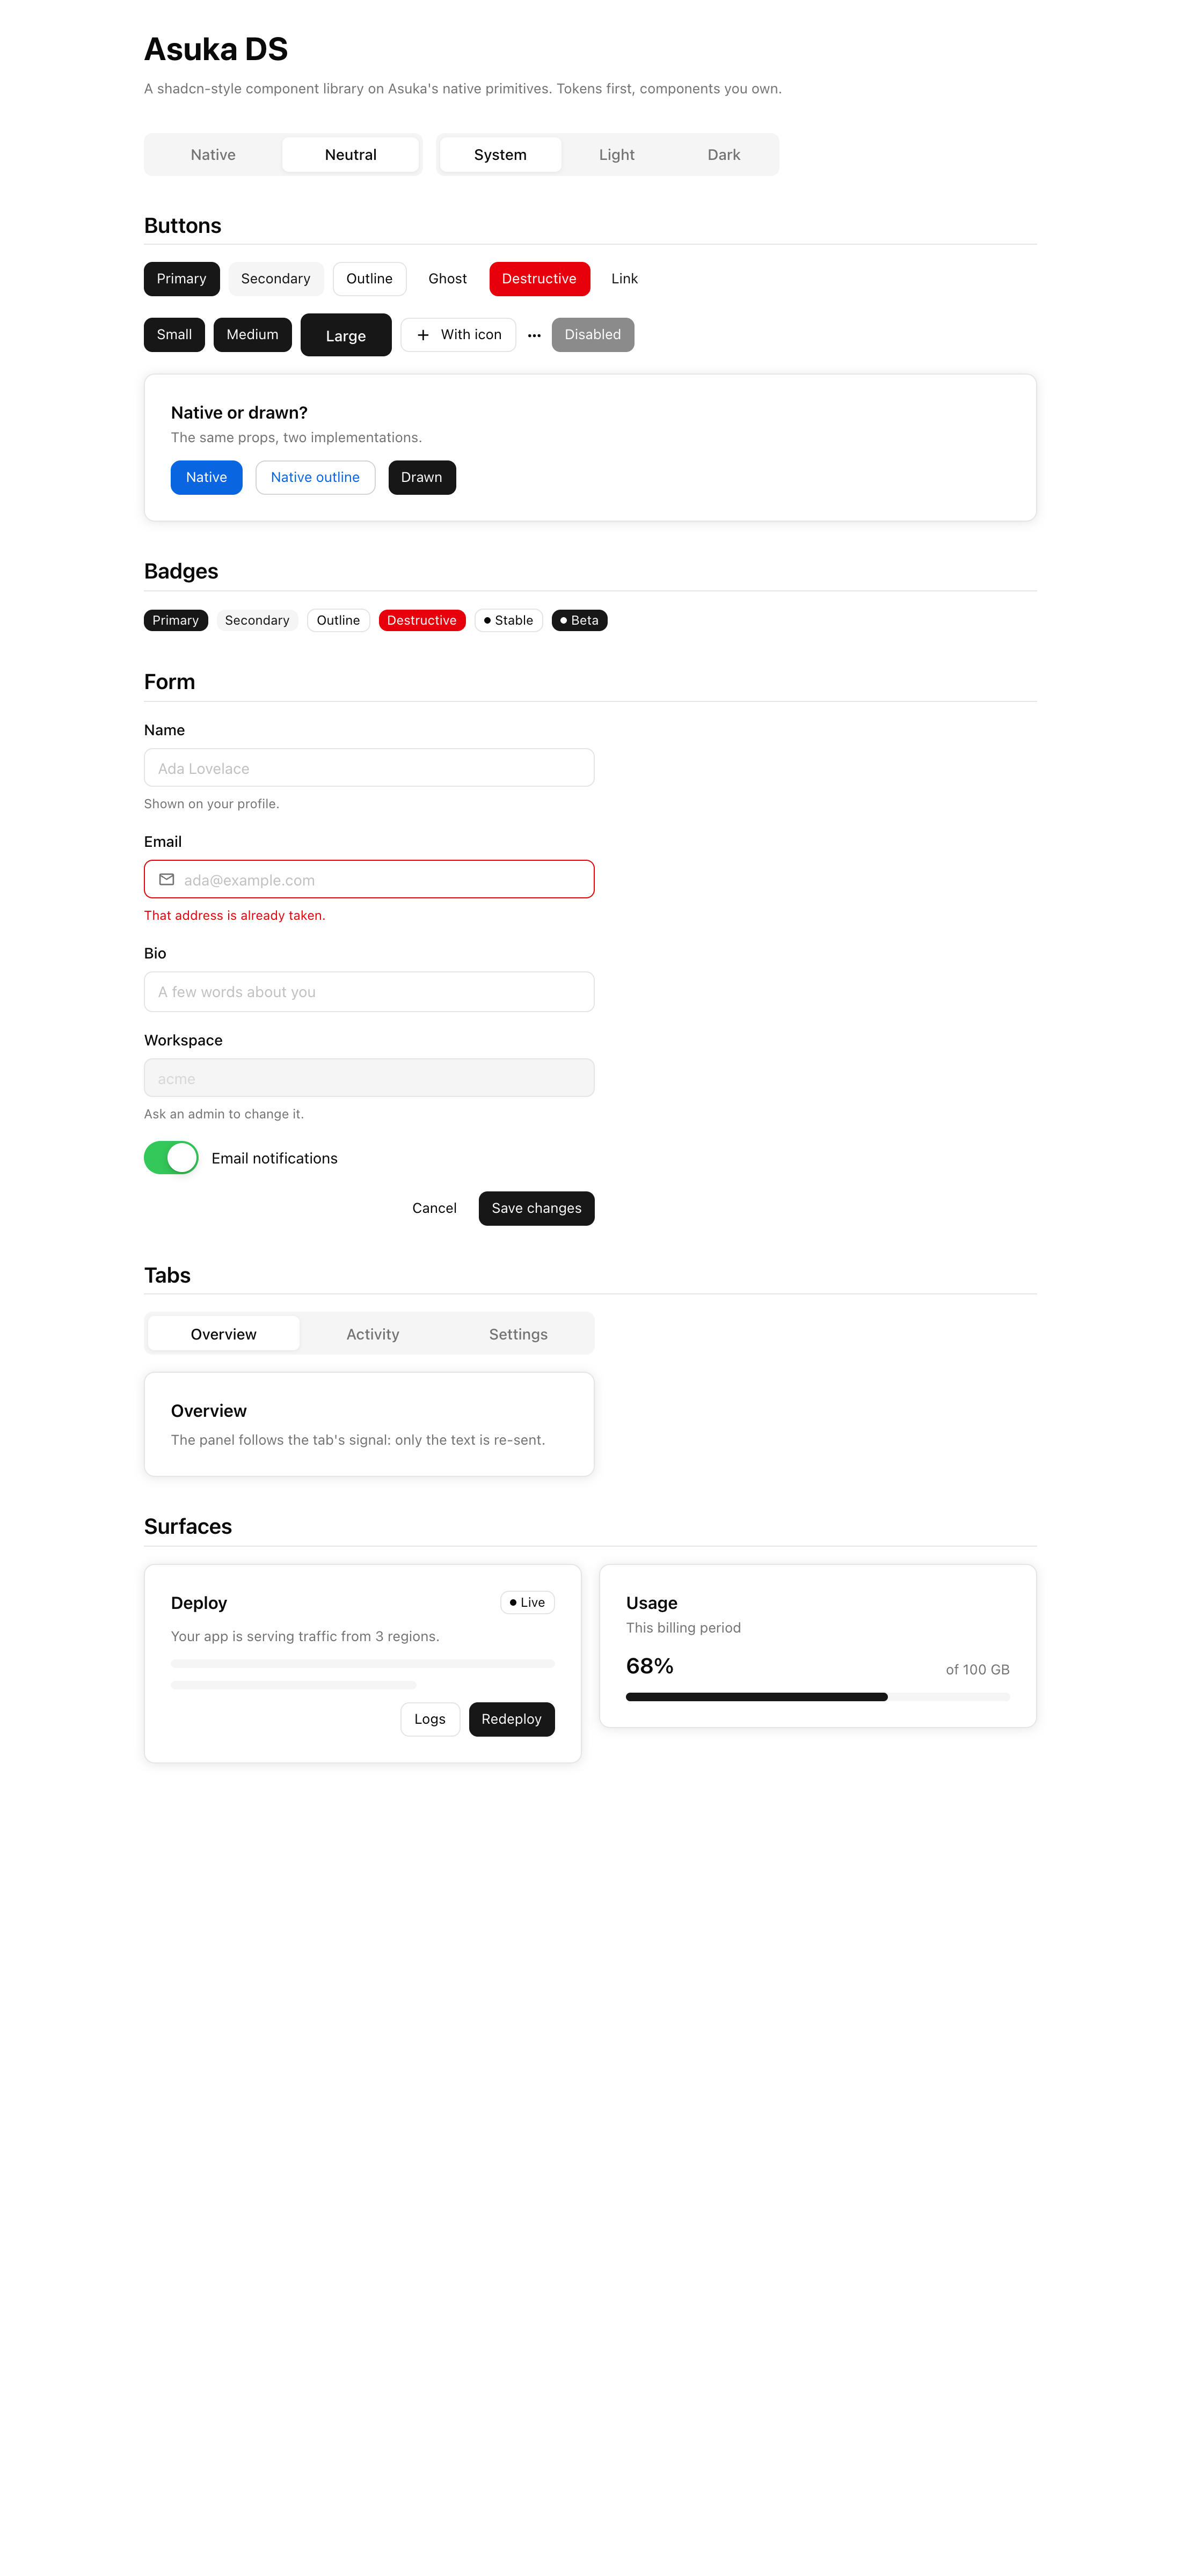 Asuka DS
A shadcn-style component library on Asuka's native primitives. Tokens first, components you own.
Native Neutral System Light Dark
Buttons
Primary Secondary Outline Ghost Destructive Link
Small Medium Large With icon Disabled
Native or drawn?
The same props, two implementations.
Native Native outline Drawn
Badges
Primary Secondary Outline Destructive Stable Beta
Form
Name
Ada Lovelace
Shown on your profile.
Email
ada@example.com
That address is already taken.
Bio
A few words about you
Workspace
acme
Ask an admin to change it.
Email notifications
Cancel Save changes
Tabs
Overview Activity Settings
Overview
The panel follows the tab's signal: only the text is re-sent.
Surfaces
Deploy Live
Your app is serving traffic from 3 regions.
Logs Redeploy
Usage
This billing period
68% of 100 GB